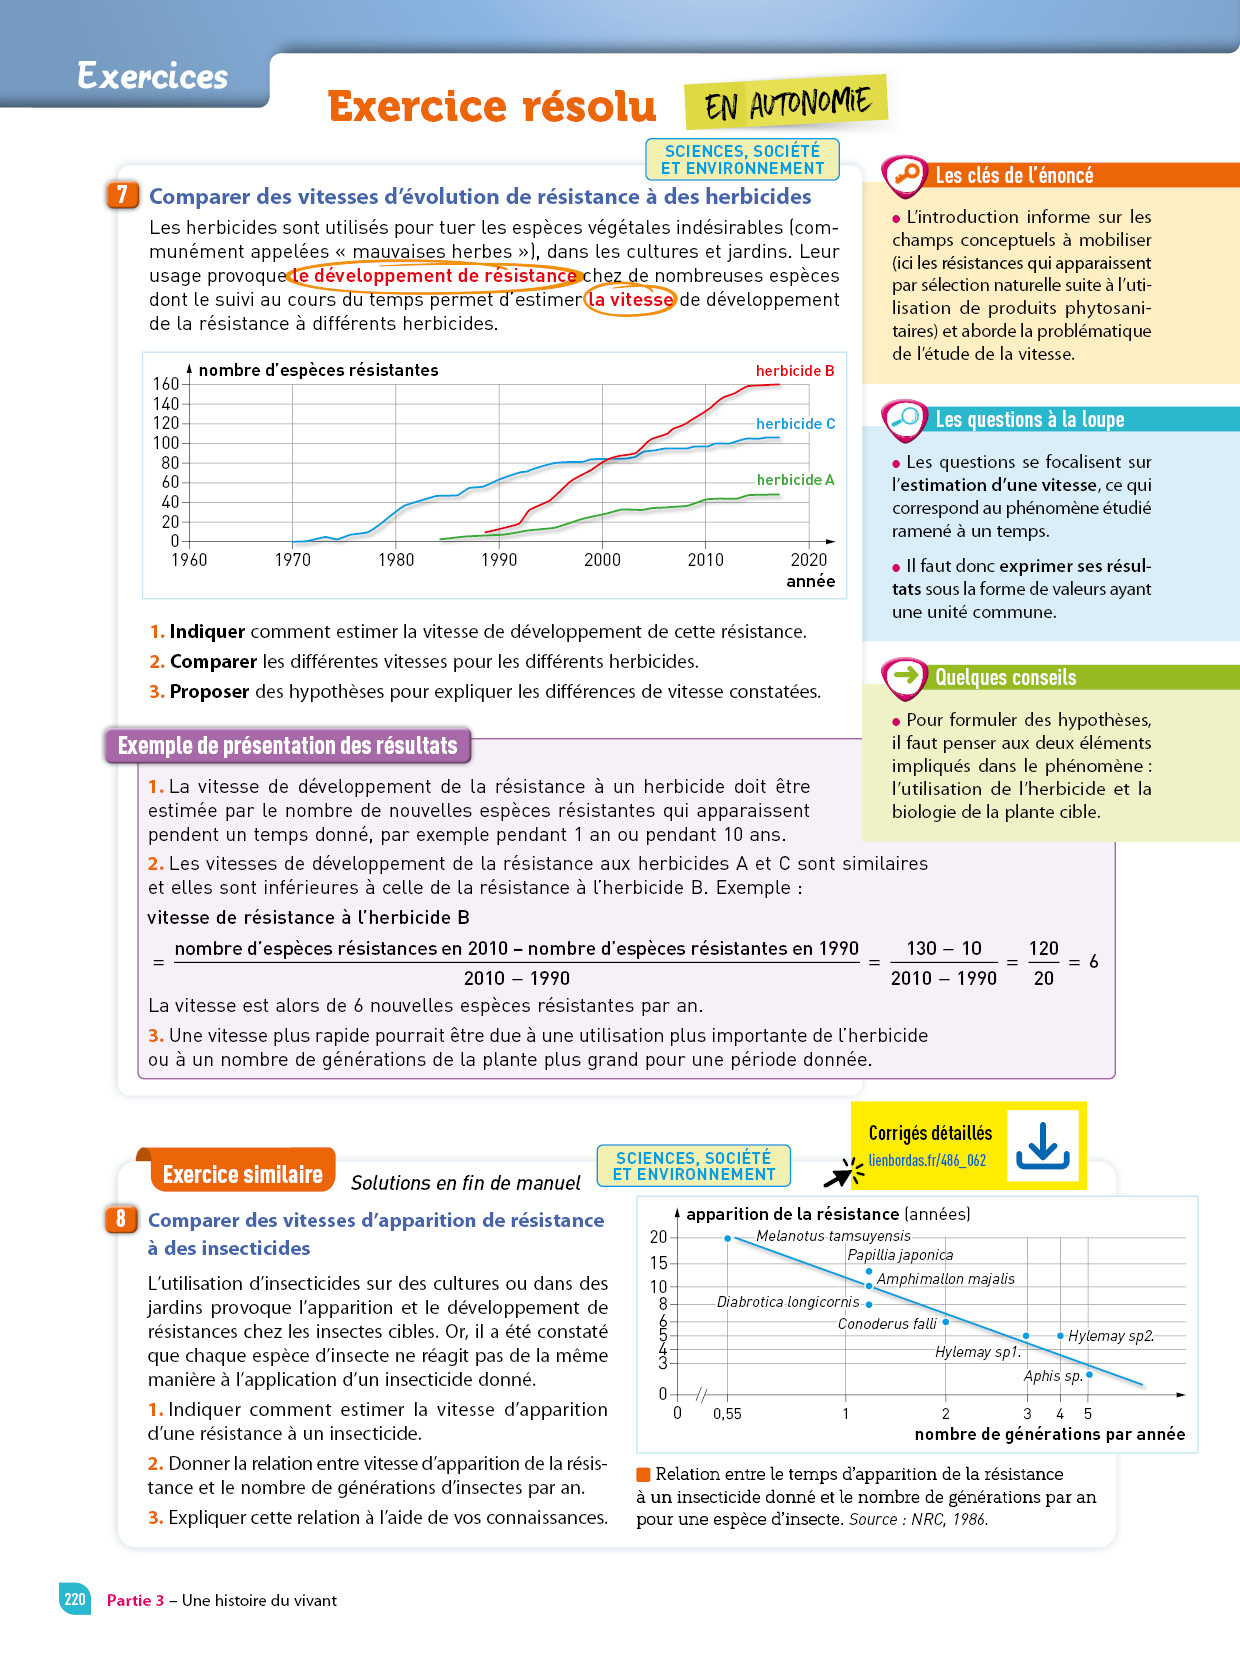 Exercices
Exercice résolu
EN AUTONOMIE
SCIENCES, SOCIÉTÉ
ET ENVIRONNEMENT
7
Comparer des vitesses d'évolution de résistance à des herbicides
Les herbicides sont utilisés pour tuer les espèces végétales indésirables (com-
munément appelées « mauvaises herbes »), dans les cultures et jardins. Leur
usage provoque le développement de résistance chez de nombreuses espèces
dont le suivi au cours du temps permet d'estimer la vitesse de développement
de la résistance à différents herbicides.
nombre d'espèces résistantes
160
140
120
100
80
60
40
20
0
herbicide B
herbicide C
herbicide A
1960
1970
1980
1990
2000
2010
2020
année
1. Indiquer comment estimer la vitesse de développement de cette résistance.
2. Comparer les différentes vitesses pour les différents herbicides.
3. Proposer des hypothèses pour expliquer les différences de vitesse constatées.
Les clés de l'énoncé
• L'introduction informe sur les
champs conceptuels à mobiliser
(ici les résistances qui apparaissent
par sélection naturelle suite à l'uti-
lisation de produits phytosani-
taires) et aborde la problématique
de l'étude de la vitesse.
Les questions à la loupe
• Les questions se focalisent sur
l'estimation d'une vitesse, ce qui
correspond au phénomène étudié
ramené à un temps.
• Il faut donc exprimer ses résul-
tats sous la forme de valeurs ayant
une unité commune.
Quelques conseils
• Pour formuler des hypothèses,
il faut penser aux deux éléments
impliqués dans le phénomène :
l'utilisation de l'herbicide et la
biologie de la plante cible.
Exemple de présentation des résultats
1. La vitesse de développement de la résistance à un herbicide doit être
estimée par le nombre de nouvelles espèces résistantes qui apparaissent
pendent un temps donné, par exemple pendant 1 an ou pendant 10 ans.
2. Les vitesses de développement de la résistance aux herbicides A et C sont similaires
et elles sont inférieures à celle de la résistance à l'herbicide B. Exemple :
vitesse de résistance à l'herbicide B
= nombre d'espèces résistances en 2010 – nombre d'espèces résistantes en 1990 / 2010 – 1990 = 130 – 10 / 2010 – 1990 = 120 / 20 = 6
La vitesse est alors de 6 nouvelles espèces résistantes par an.
3. Une vitesse plus rapide pourrait être due à une utilisation plus importante de l'herbicide
ou à un nombre de générations de la plante plus grand pour une période donnée.
Corrigés détaillés
lienbordas.fr/486_062
Exercice similaire
Solutions en fin de manuel
SCIENCES, SOCIÉTÉ
ET ENVIRONNEMENT
8
Comparer des vitesses d'apparition de résistance
à des insecticides
L'utilisation d'insecticides sur des cultures ou dans des
jardins provoque l'apparition et le développement de
résistances chez les insectes cibles. Or, il a été constaté
que chaque espèce d'insecte ne réagit pas de la même
manière à l'application d'un insecticide donné.
1. Indiquer comment estimer la vitesse d'apparition
d'une résistance à un insecticide.
2. Donner la relation entre vitesse d'apparition de la résis-
tance et le nombre de générations d'insectes par an.
3. Expliquer cette relation à l'aide de vos connaissances.
apparition de la résistance (années)
20
15
10
8
6
5
4
3
0
Melanotus tamsuyensis
Papillia japonica
Amphimallon majalis
Diabrotica longicornis
Conoderus falli
Hylemay sp2.
Hylemay sp1.
Aphis sp.
0
0,55
1
2
3
4
5
nombre de générations par année
Relation entre le temps d'apparition de la résistance
à un insecticide donné et le nombre de générations par an
pour une espèce d'insecte. Source : NRC, 1986.
220
Partie 3 – Une histoire du vivant